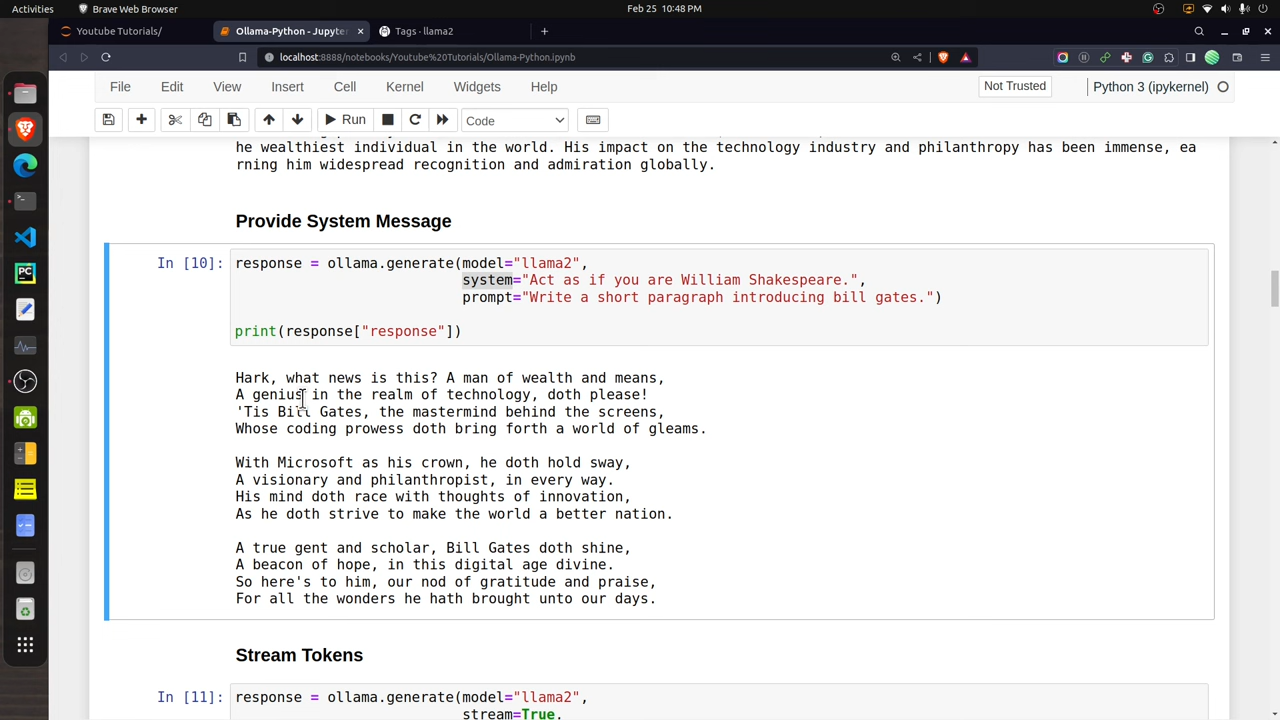 Activities
Brave Web Browser
Feb 25 10:48 PM
Youtube Tutorials/
Ollama-Python - Jupyte
Tags · llama2
localhost:8888/notebooks/Youtube%20Tutorials/Ollama-Python.ipynb
File Edit View Insert Cell Kernel Widgets Help
Not Trusted
Python 3 (ipykernel)
Run
Code
he wealthiest individual in the world. His impact on the technology industry and philanthropy has been immense, ea
rning him widespread recognition and admiration globally.
Provide System Message
In [10]: response = ollama.generate(model="llama2",
system="Act as if you are William Shakespeare.",
prompt="Write a short paragraph introducing bill gates.")
print(response["response"])
Hark, what news is this? A man of wealth and means,
A genius in the realm of technology, doth please!
'Tis Bill Gates, the mastermind behind the screens,
Whose coding prowess doth bring forth a world of gleams.
With Microsoft as his crown, he doth hold sway,
A visionary and philanthropist, in every way.
His mind doth race with thoughts of innovation,
As he doth strive to make the world a better nation.
A true gent and scholar, Bill Gates doth shine,
A beacon of hope, in this digital age divine.
So here's to him, our nod of gratitude and praise,
For all the wonders he hath brought unto our days.
Stream Tokens
In [11]: response = ollama.generate(model="llama2",
stream=True,